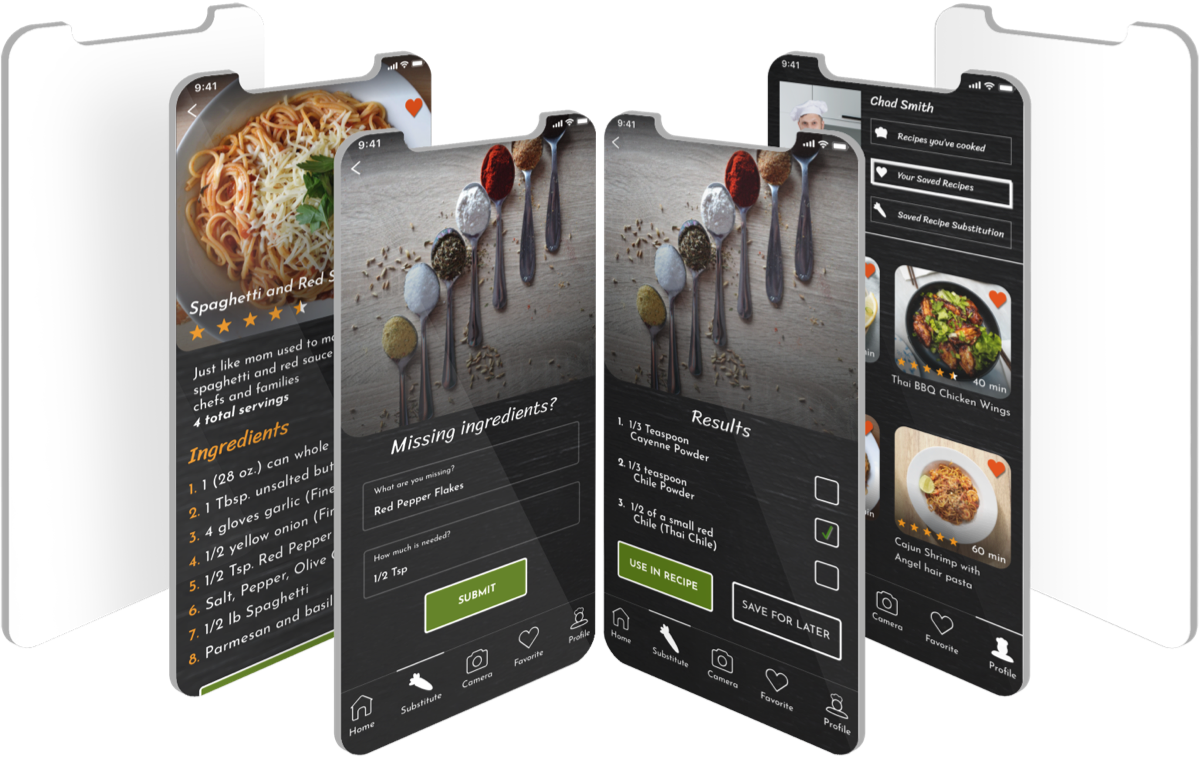 9:41
Spaghetti and Red S
Just like mom used to m
spaghetti and red sauce
chefs and families
4 total servings
Ingredients
1. 1 (28 oz.) can whole
2. 1 Tbsp. unsalted but
3. 4 gloves garlic (Fine
4. 1/2 yellow onion (Fin
5. 1/2 Tsp. Red Pepper
6. Salt, Pepper, Olive
7. 1/2 lb Spaghetti
8. Parmesan and basil
9:41
Missing ingredients?
What are you missing?
Red Pepper Flakes
How much is needed?
1/2 Tsp
SUBMIT
Home
Substitute
Camera
Favorite
Profile
9:41
Results
1. 1/3 Teaspoon
Cayenne Powder
2. 1/3 teaspoon
Chile Powder
3. 1/2 of a small red
Chile (Thai Chile)
USE IN RECIPE
SAVE FOR LATER
Home
Substitute
Camera
Favorite
Profile
9:41
Chad Smith
Recipes you've cooked
Your Saved Recipes
Saved Recipe Substitution
in
40 min
Thai BBQ Chicken Wings
in
60 min
Cajun Shrimp with
Angel hair pasta
Camera
Favorite
Profile